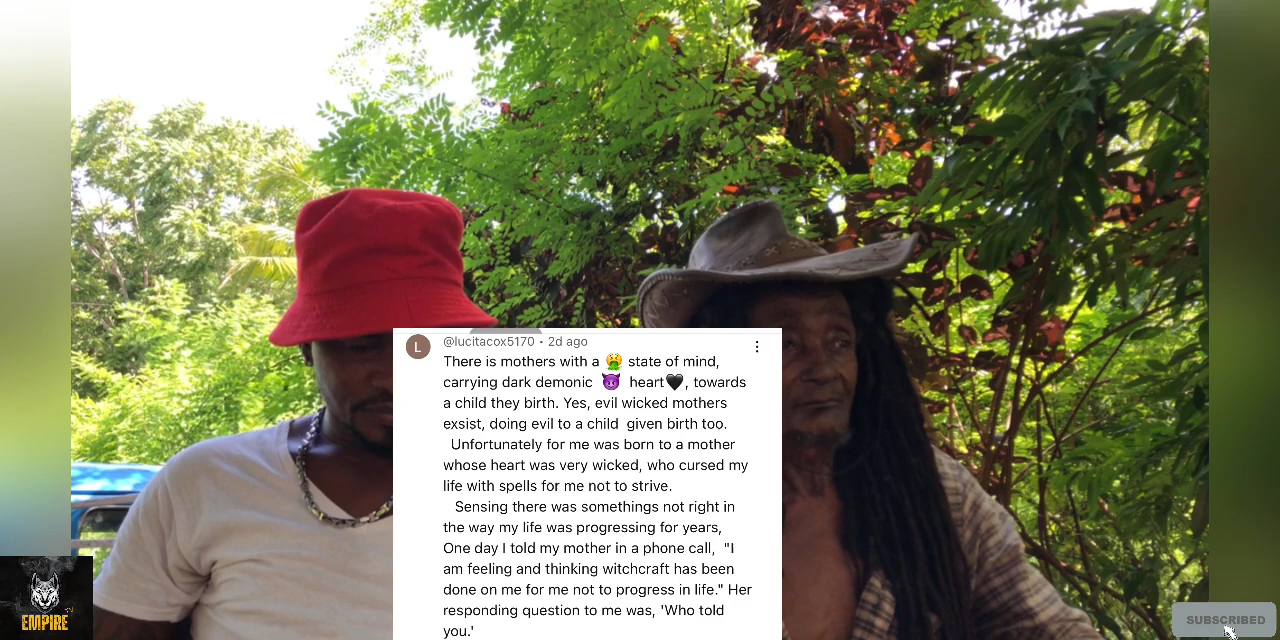 @lucitacox5170 • 2d ago
There is mothers with a 🤮 state of mind,
carrying dark demonic 😈 heart🖤, towards
a child they birth. Yes, evil wicked mothers
exsist, doing evil to a child given birth too.
Unfortunately for me was born to a mother
whose heart was very wicked, who cursed my
life with spells for me not to strive.
Sensing there was somethings not right in
the way my life was progressing for years,
One day I told my mother in a phone call, "I
am feeling and thinking witchcraft has been
done on me for me not to progress in life." Her
responding question to me was, 'Who told
you.'
L
EMPIRE
SUBSCRIBED